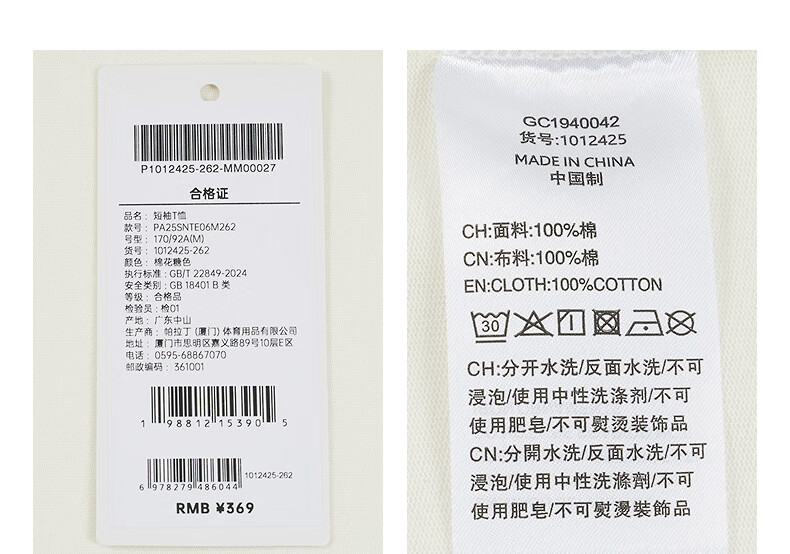 P1012425-262-MM00027
合格证
品名: 短袖T恤
款号: PA25SNTE06M262
号型: 170/92A(M)
货号: 1012425-262
颜色: 棉花糖色
执行标准: GB/T 22849-2024
安全类别: GB 18401 B 类
等级: 合格品
检验员: 检01
产地: 广东中山
生产商: 帕拉丁 (厦门) 体育用品有限公司
地址: 厦门市思明区嘉义路89号10层E区
电话: 0595-68867070
邮政编码: 361001
1 98812 15390 5
1012425-262
6 978279 486044
RMB ¥369
GC1940042
货号:1012425
MADE IN CHINA
中国制
CH:面料:100%棉
CN:布料:100%棉
EN:CLOTH:100%COTTON
30
CH:分开水洗/反面水洗/不可
浸泡/使用中性洗涤剂/不可
使用肥皂/不可熨烫装饰品
CN:分開水洗/反面水洗/不可
浸泡/使用中性洗滌劑/不可
使用肥皂/不可熨燙裝飾品